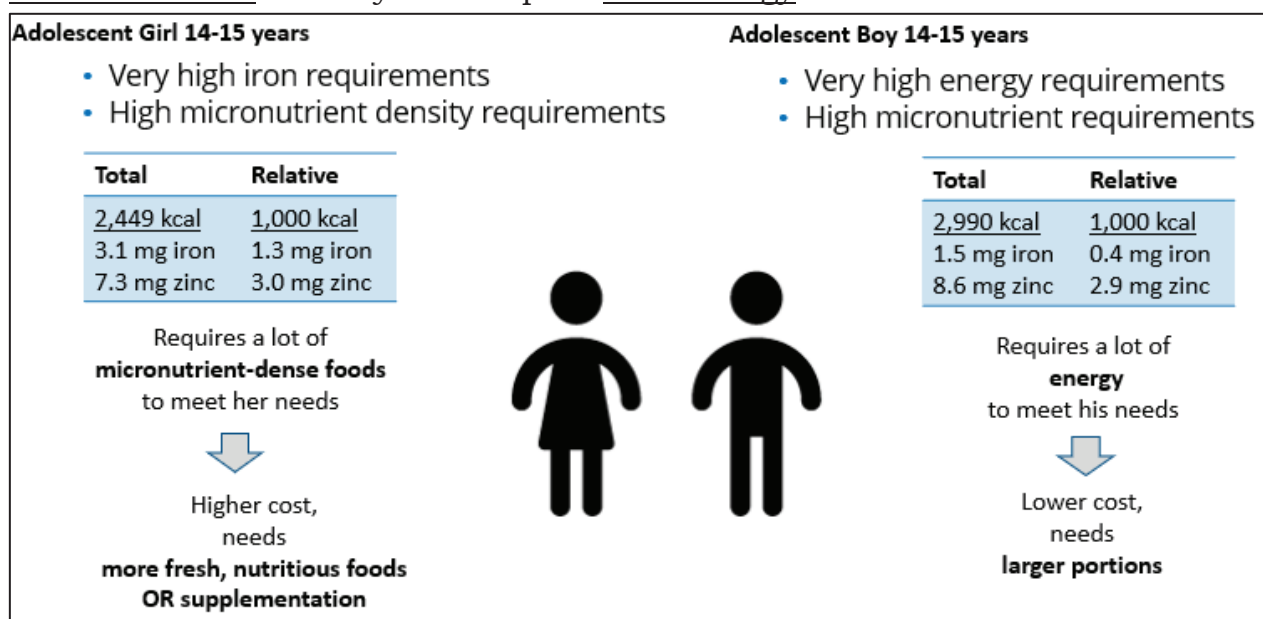 Adolescent Girl 14-15 years
• Very high iron requirements
• High micronutrient density requirements
Total Relative
2,449 kcal 1,000 kcal
3.1 mg iron 1.3 mg iron
7.3 mg zinc 3.0 mg zinc
Requires a lot of
micronutrient-dense foods
to meet her needs
Higher cost,
needs
more fresh, nutritious foods
OR supplementation
Adolescent Boy 14-15 years
• Very high energy requirements
• High micronutrient requirements
Total Relative
2,990 kcal 1,000 kcal
1.5 mg iron 0.4 mg iron
8.6 mg zinc 2.9 mg zinc
Requires a lot of
energy
to meet his needs
Lower cost,
needs
larger portions